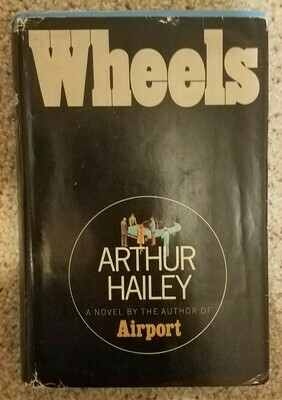 Wheels
ARTHUR
HAILEY
A NOVEL BY THE AUTHOR OF
Airport